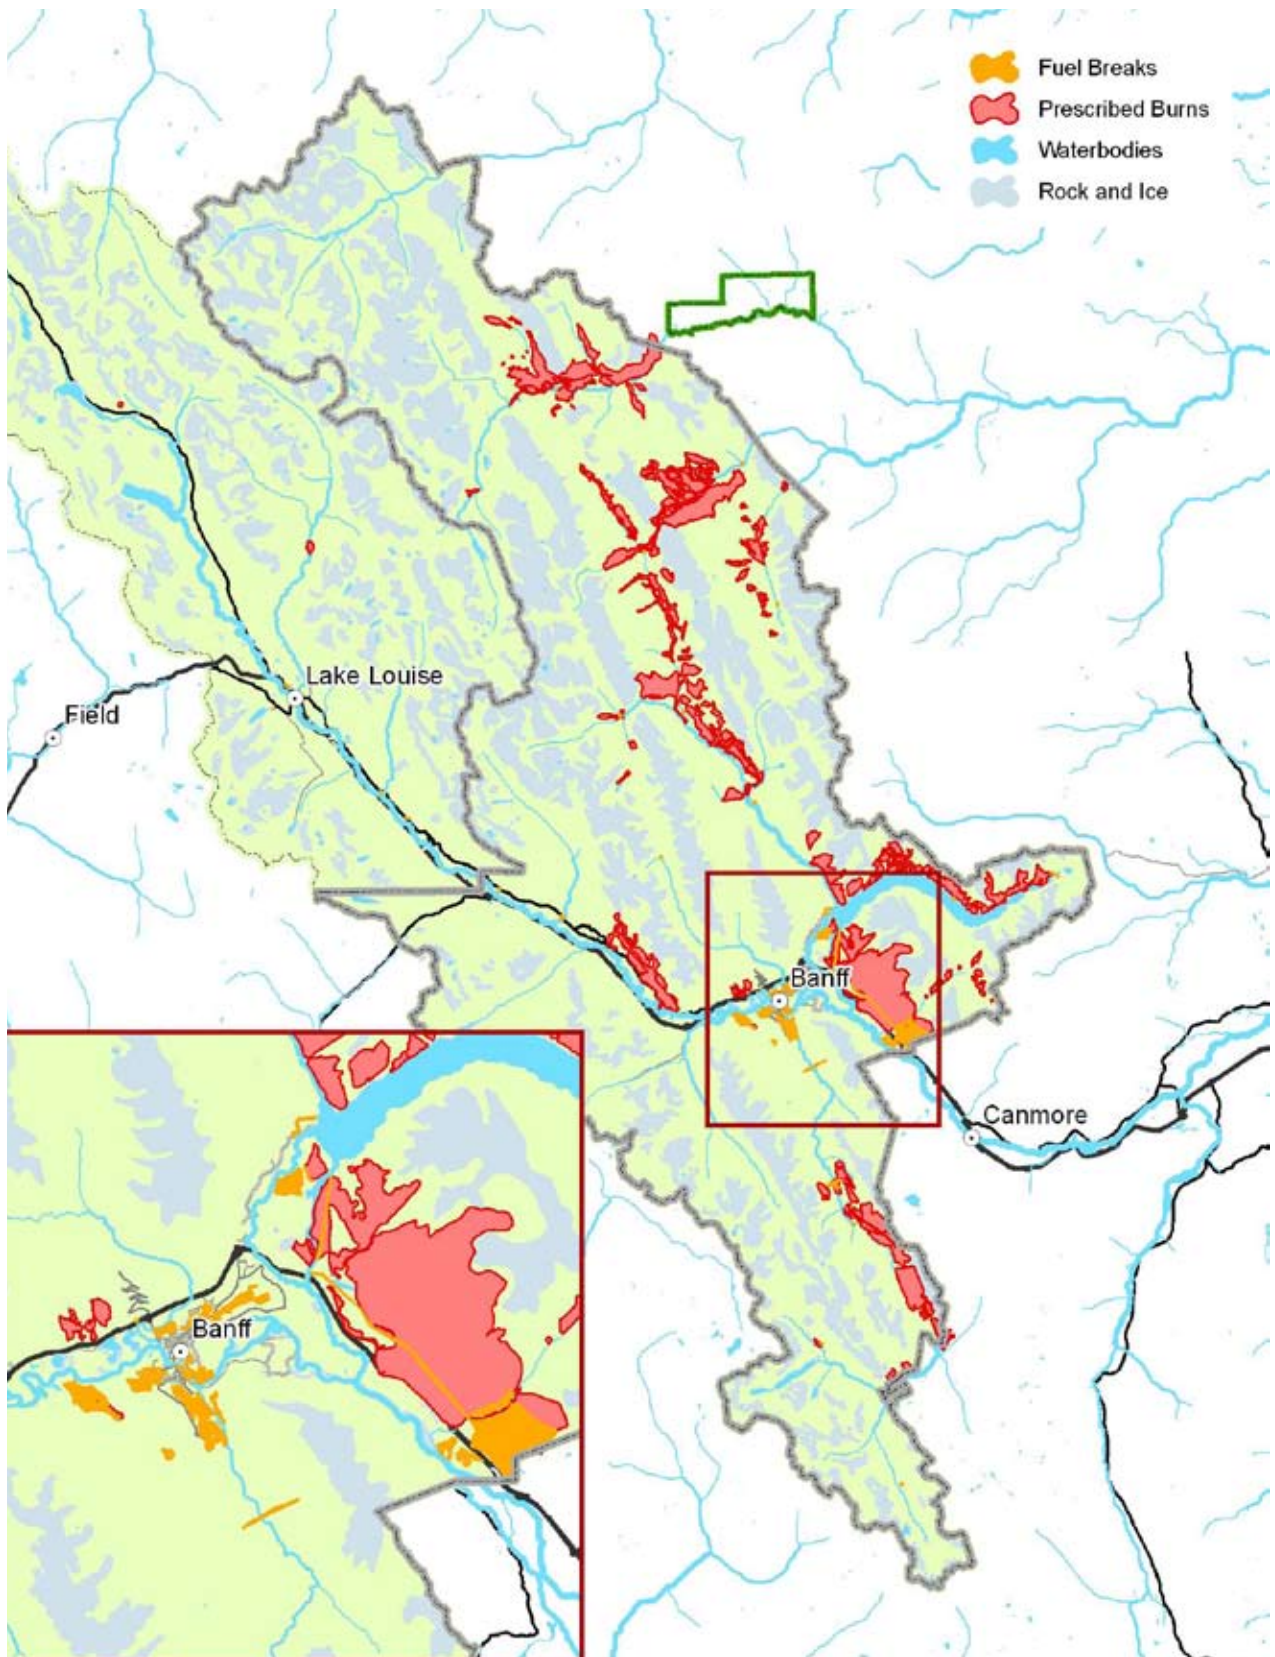 Fuel Breaks
Prescribed Burns
Waterbodies
Rock and Ice
Lake Louise
Field
Banff
Canmore
Banff